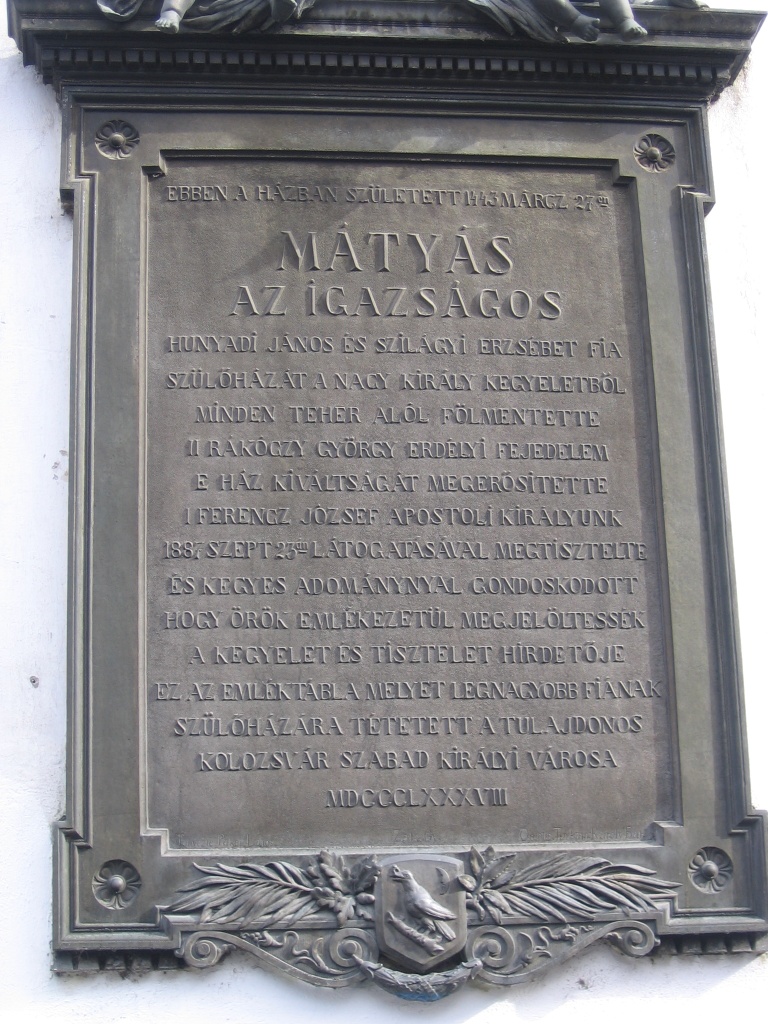 EBBEN A HÁZBAN SZÜLETETT 1443 MÁRCZ 27én
MÁTYÁS
AZ IGAZSÁGOS
HUNYADI JÁNOS ÉS SZILÁGYI ERZSÉBET FIA
SZÜLŐHÁZÁT A NAGY KIRÁLY KEGYELETBŐL
MINDEN TEHER ALÓL FÖLMENTETTE
II RÁKÓCZY GYÖRGY ERDÉLYI FEJEDELEM
E HÁZ KIVÁLTSÁGÁT MEGERŐSITETTE
I FERENCZ JÓZSEF APOSTOLI KIRÁLYUNK
1887 SZEPT 23án LÁTOGATÁSÁVAL MEGTISZTELTE
ÉS KEGYES ADOMÁNYNYAL GONDOSKODOTT
HOGY ÖRÖK EMLÉKEZETÜL MEGJELÖLTESSÉK
A KEGYELET ÉS TISZTELET HIRDETŐJE
EZ AZ EMLÉKTÁBLA MELYET LEGNAGYOBB FIÁNAK
SZÜLŐHÁZÁRA TÉTETETT A TULAJDONOS
KOLOZSVÁR SZABAD KIRÁLYI VÁROSA
MDCCCLXXXVIII